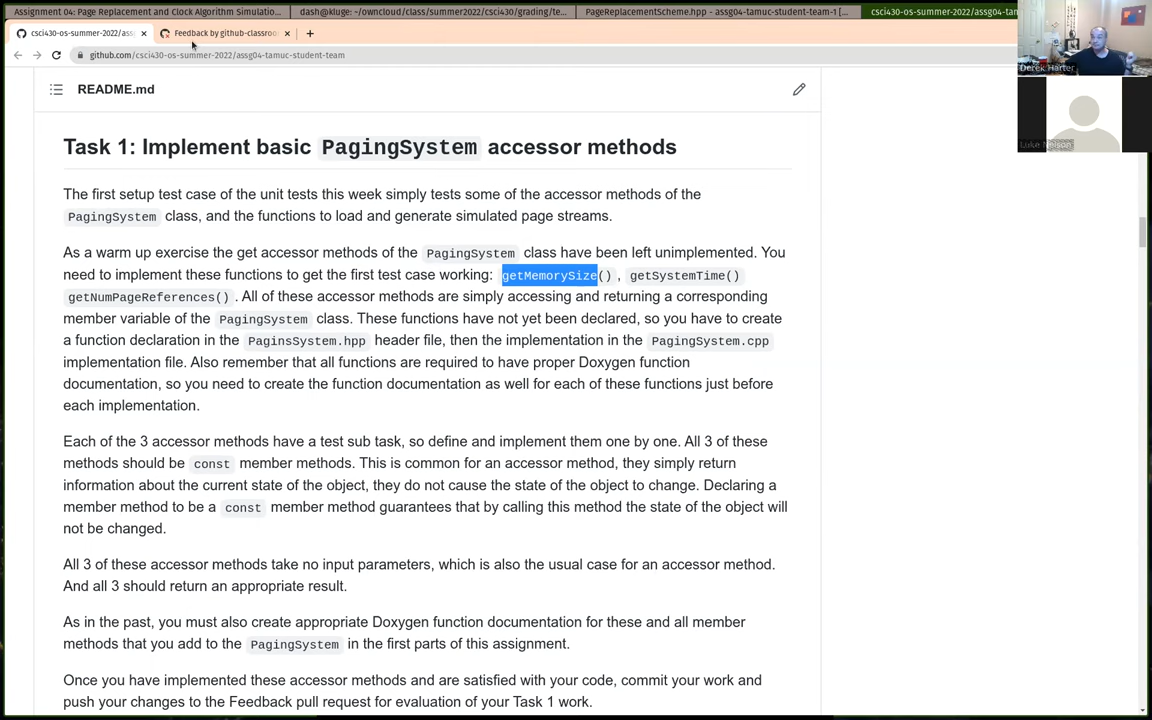 Assignment 04: Page Replacement and Clock Algorithm Simulatio...
dash@kluge: ~/owncloud/class/summer2022/csci430/grading/te...
PageReplacementScheme.hpp - assg04-tamuc-student-team-1 [...
csci430-os-summer-2022/assg04-tam
csci430-os-summer-2022/ass
Feedback by github-classroo
github.com/csci430-os-summer-2022/assg04-tamuc-student-team
Derek Harter
Luke Nelson
README.md
Task 1: Implement basic PagingSystem accessor methods
The first setup test case of the unit tests this week simply tests some of the accessor methods of the
PagingSystem class, and the functions to load and generate simulated page streams.
As a warm up exercise the get accessor methods of the PagingSystem class have been left unimplemented. You
need to implement these functions to get the first test case working: getMemorySize() , getSystemTime()
getNumPageReferences() . All of these accessor methods are simply accessing and returning a corresponding
member variable of the PagingSystem class. These functions have not yet been declared, so you have to create
a function declaration in the PaginsSystem.hpp header file, then the implementation in the PagingSystem.cpp
implementation file. Also remember that all functions are required to have proper Doxygen function
documentation, so you need to create the function documentation as well for each of these functions just before
each implementation.
Each of the 3 accessor methods have a test sub task, so define and implement them one by one. All 3 of these
methods should be const member methods. This is common for an accessor method, they simply return
information about the current state of the object, they do not cause the state of the object to change. Declaring a
member method to be a const member method guarantees that by calling this method the state of the object will
not be changed.
All 3 of these accessor methods take no input parameters, which is also the usual case for an accessor method.
And all 3 should return an appropriate result.
As in the past, you must also create appropriate Doxygen function documentation for these and all member
methods that you add to the PagingSystem in the first parts of this assignment.
Once you have implemented these accessor methods and are satisfied with your code, commit your work and
push your changes to the Feedback pull request for evaluation of your Task 1 work.